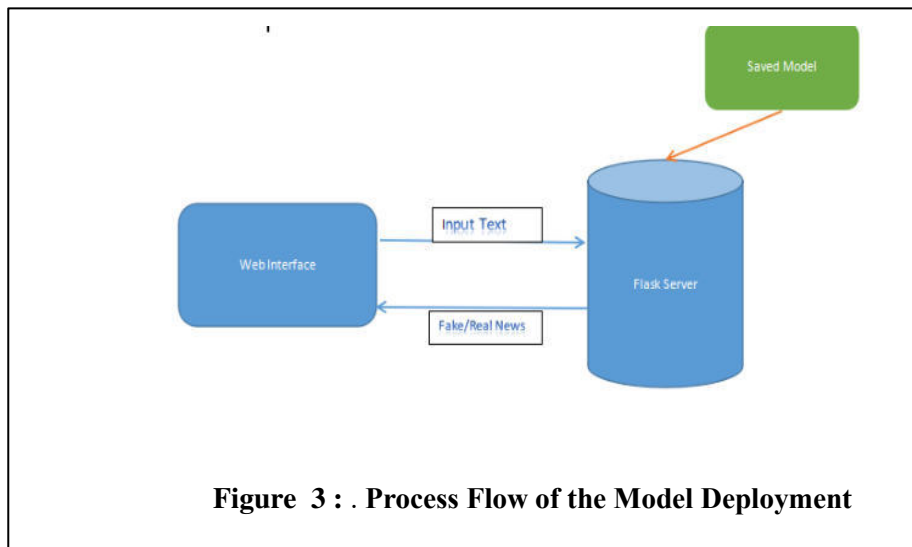 Saved Model
Input Text
Web Interface
Flask Server
Fake/Real News
Figure 3 : . Process Flow of the Model Deployment